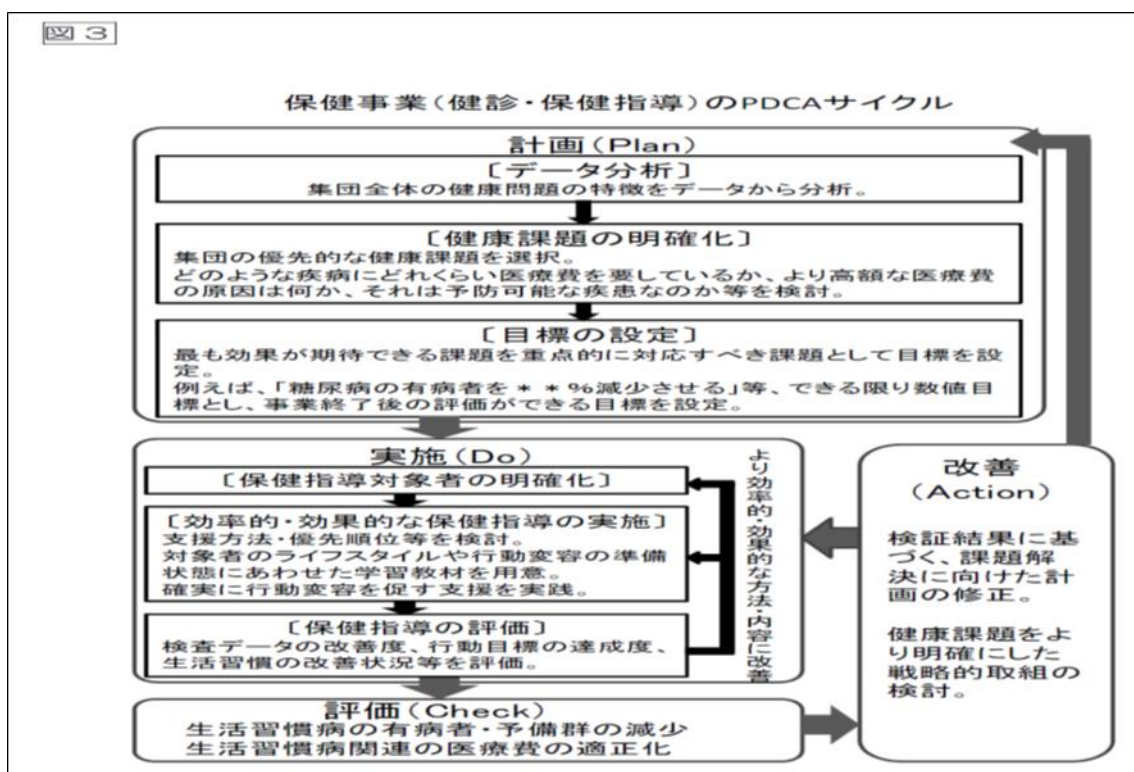 図3
保健事業(健診・保健指導)のPDCAサイクル
計画(Plan)
〔データ分析〕
集団全体の健康問題の特徴をデータから分析。
〔健康課題の明確化〕
集団の優先的な健康課題を選択。
どのような疾病にどれくらい医療費を要しているか、より高額な医療費
の原因は何か、それは予防可能な疾患なのか等を検討。
〔目標の設定〕
最も効果が期待できる課題を重点的に対応すべき課題として目標を設
定。
例えば、「糖尿病の有病者を**%減少させる」等、できる限り数値目
標とし、事業終了後の評価ができる目標を設定。
実施(Do)
〔保健指導対象者の明確化〕
〔効率的・効果的な保健指導の実施〕
支援方法・優先順位等を検討。
対象者のライフスタイルや行動変容の準備
状態にあわせた学習教材を用意。
確実に行動変容を促す支援を実践。
〔保健指導の評価〕
検査データの改善度、行動目標の達成度、
生活習慣の改善状況等を評価。
より効率的・効果的な方法・内容に改善
評価(Check)
生活習慣病の有病者・予備群の減少
生活習慣病関連の医療費の適正化
改善
(Action)
検証結果に基
づく、課題解
決に向けた計
画の修正。
健康課題をよ
り明確にした
戦略的取組の
検討。